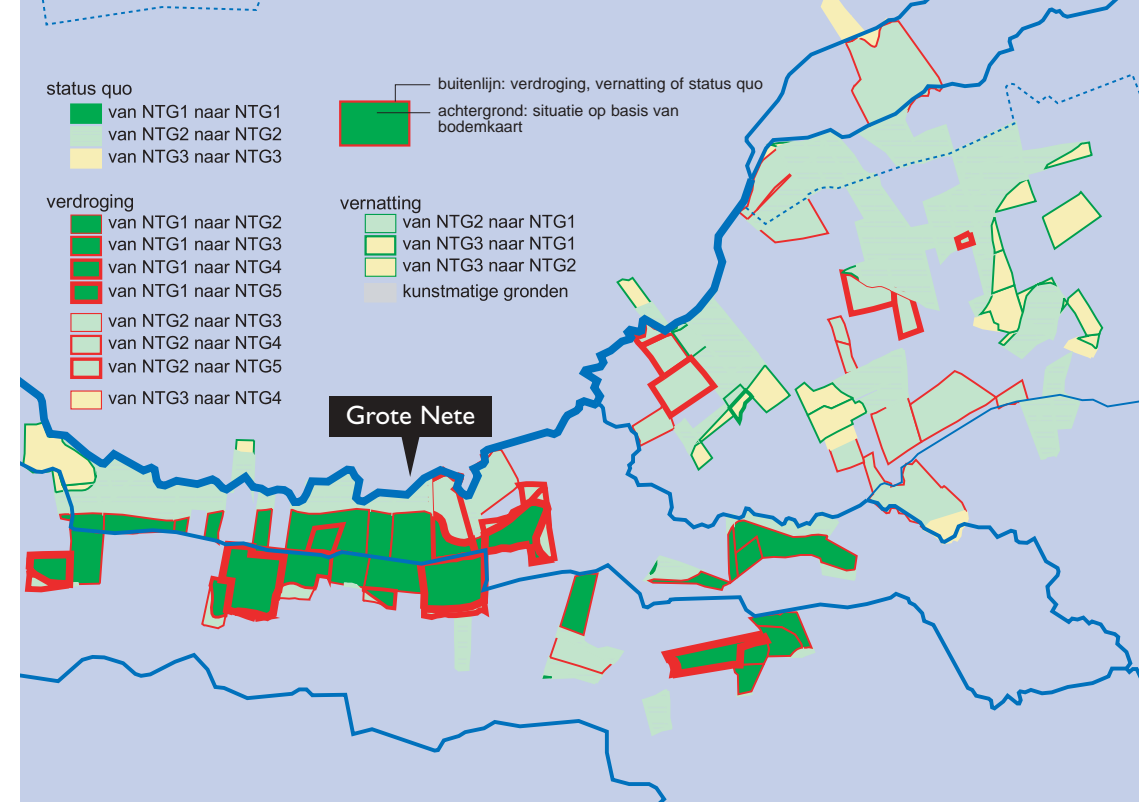 status quo
van NTG1 naar NTG1
van NTG2 naar NTG2
van NTG3 naar NTG3
buitenlijn: verdroging, vernatting of status quo
achtergrond: situatie op basis van
bodemkaart
verdroging
van NTG1 naar NTG2
van NTG1 naar NTG3
van NTG1 naar NTG4
van NTG1 naar NTG5
van NTG2 naar NTG3
van NTG2 naar NTG4
van NTG2 naar NTG5
van NTG3 naar NTG4
vernatting
van NTG2 naar NTG1
van NTG3 naar NTG1
van NTG3 naar NTG2
kunstmatige gronden
Grote Nete